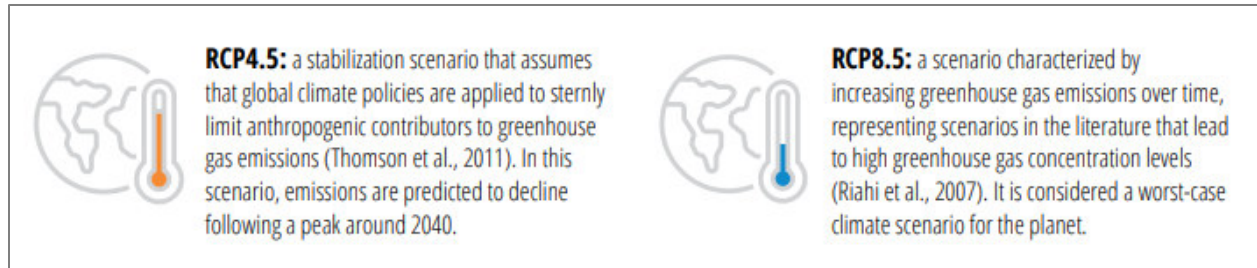 RCP4.5: a stabilization scenario that assumes
that global climate policies are applied to sternly
limit anthropogenic contributors to greenhouse
gas emissions (Thomson et al., 2011). In this
scenario, emissions are predicted to decline
following a peak around 2040.
RCP8.5: a scenario characterized by
increasing greenhouse gas emissions over time,
representing scenarios in the literature that lead
to high greenhouse gas concentration levels
(Riahi et al., 2007). It is considered a worst-case
climate scenario for the planet.